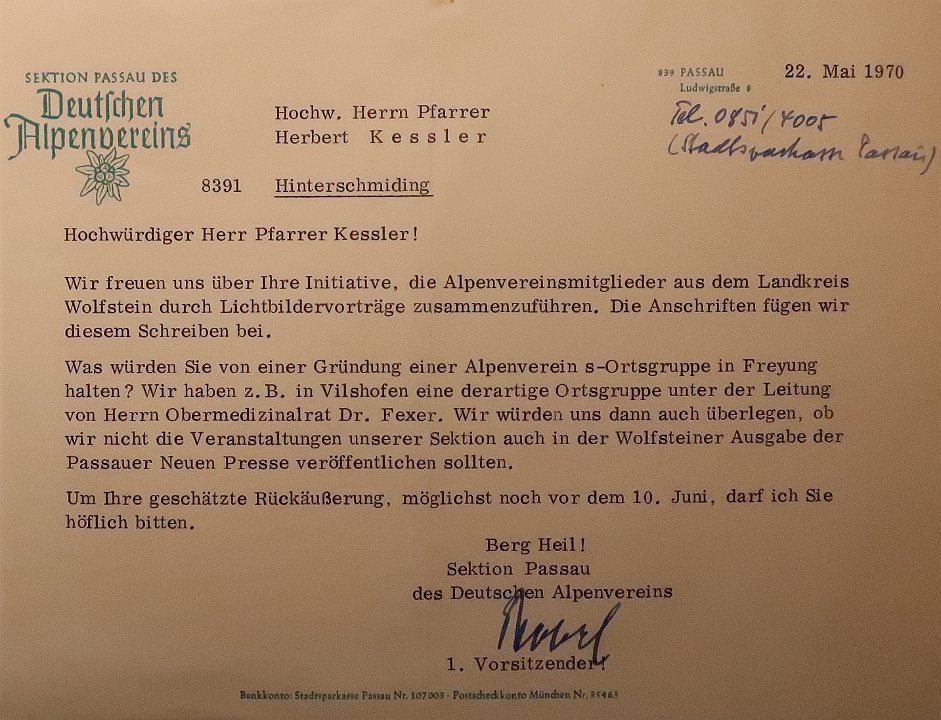 SEKTION PASSAU DES
Deutschen
Alpenvereins
839 PASSAU
Ludwigstraße 8
22. Mai 1970
Tel. 0851/4005
(Stadtsparkasse Passau)
Hochw. Herrn Pfarrer
Herbert K e s s l e r
8391 Hinterschmiding
Hochwürdiger Herr Pfarrer Kessler!
Wir freuen uns über Ihre Initiative, die Alpenvereinsmitglieder aus dem Landkreis
Wolfstein durch Lichtbildervorträge zusammenzuführen. Die Anschriften fügen wir
diesem Schreiben bei.
Was würden Sie von einer Gründung einer Alpenverein s-Ortsgruppe in Freyung
halten? Wir haben z.B. in Vilshofen eine derartige Ortsgruppe unter der Leitung
von Herrn Obermedizinalrat Dr. Fexer. Wir würden uns dann auch überlegen, ob
wir nicht die Veranstaltungen unserer Sektion auch in der Wolfsteiner Ausgabe der
Passauer Neuen Presse veröffentlichen sollten.
Um Ihre geschätzte Rückäußerung, möglichst noch vor dem 10. Juni, darf ich Sie
höflich bitten.
Berg Heil!
Sektion Passau
des Deutschen Alpenvereins
1. Vorsitzender!
Bankkonto: Stadtsparkasse Passau Nr. 107003 - Postscheckkonto München Nr. 35463